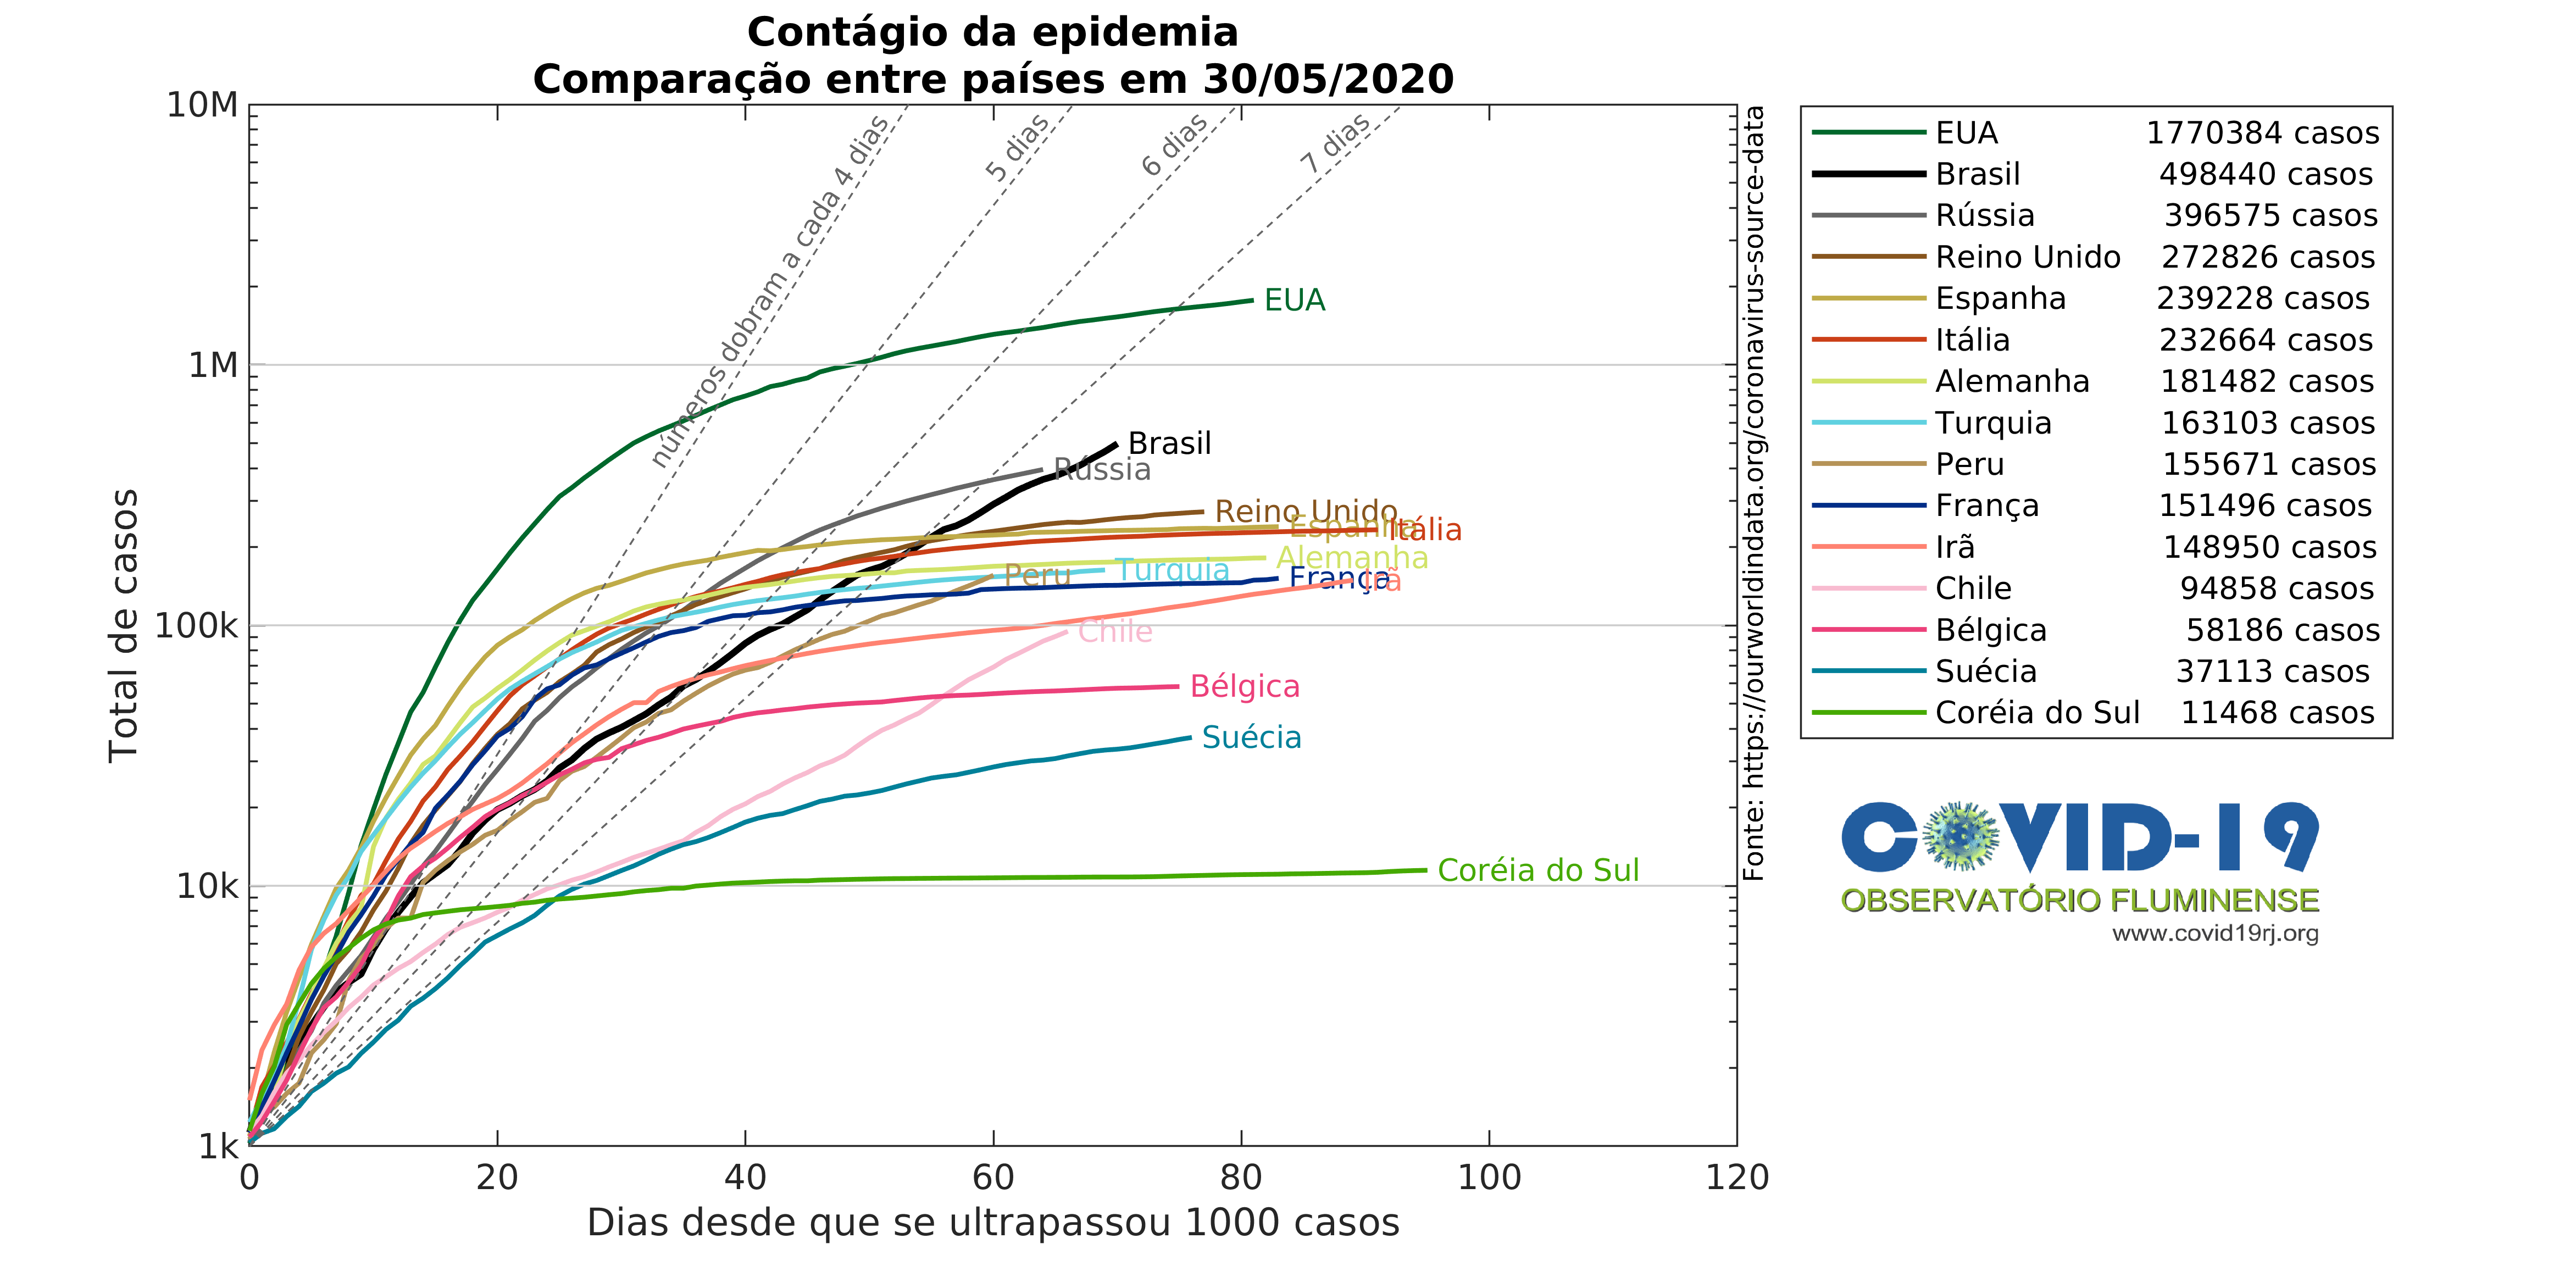 Contágio da epidemia
Comparação entre países em 30/05/2020
Total de casos
10M
1M
100k
10k
1k
0 20 40 60 80 100 120
Dias desde que se ultrapassou 1000 casos
números dobram a cada 4 dias
5 dias
6 dias
7 dias
EUA
Brasil
Rússia
Reino Unido
Espanha
Itália
Alemanha
Turquia
Peru
França
Irã
Chile
Bélgica
Suécia
Coréia do Sul
Fonte: https://ourworldindata.org/coronavirus-source-data
EUA 1770384 casos
Brasil 498440 casos
Rússia 396575 casos
Reino Unido 272826 casos
Espanha 239228 casos
Itália 232664 casos
Alemanha 181482 casos
Turquia 163103 casos
Peru 155671 casos
França 151496 casos
Irã 148950 casos
Chile 94858 casos
Bélgica 58186 casos
Suécia 37113 casos
Coréia do Sul 11468 casos
COVID-19
OBSERVATÓRIO FLUMINENSE
www.covid19rj.org